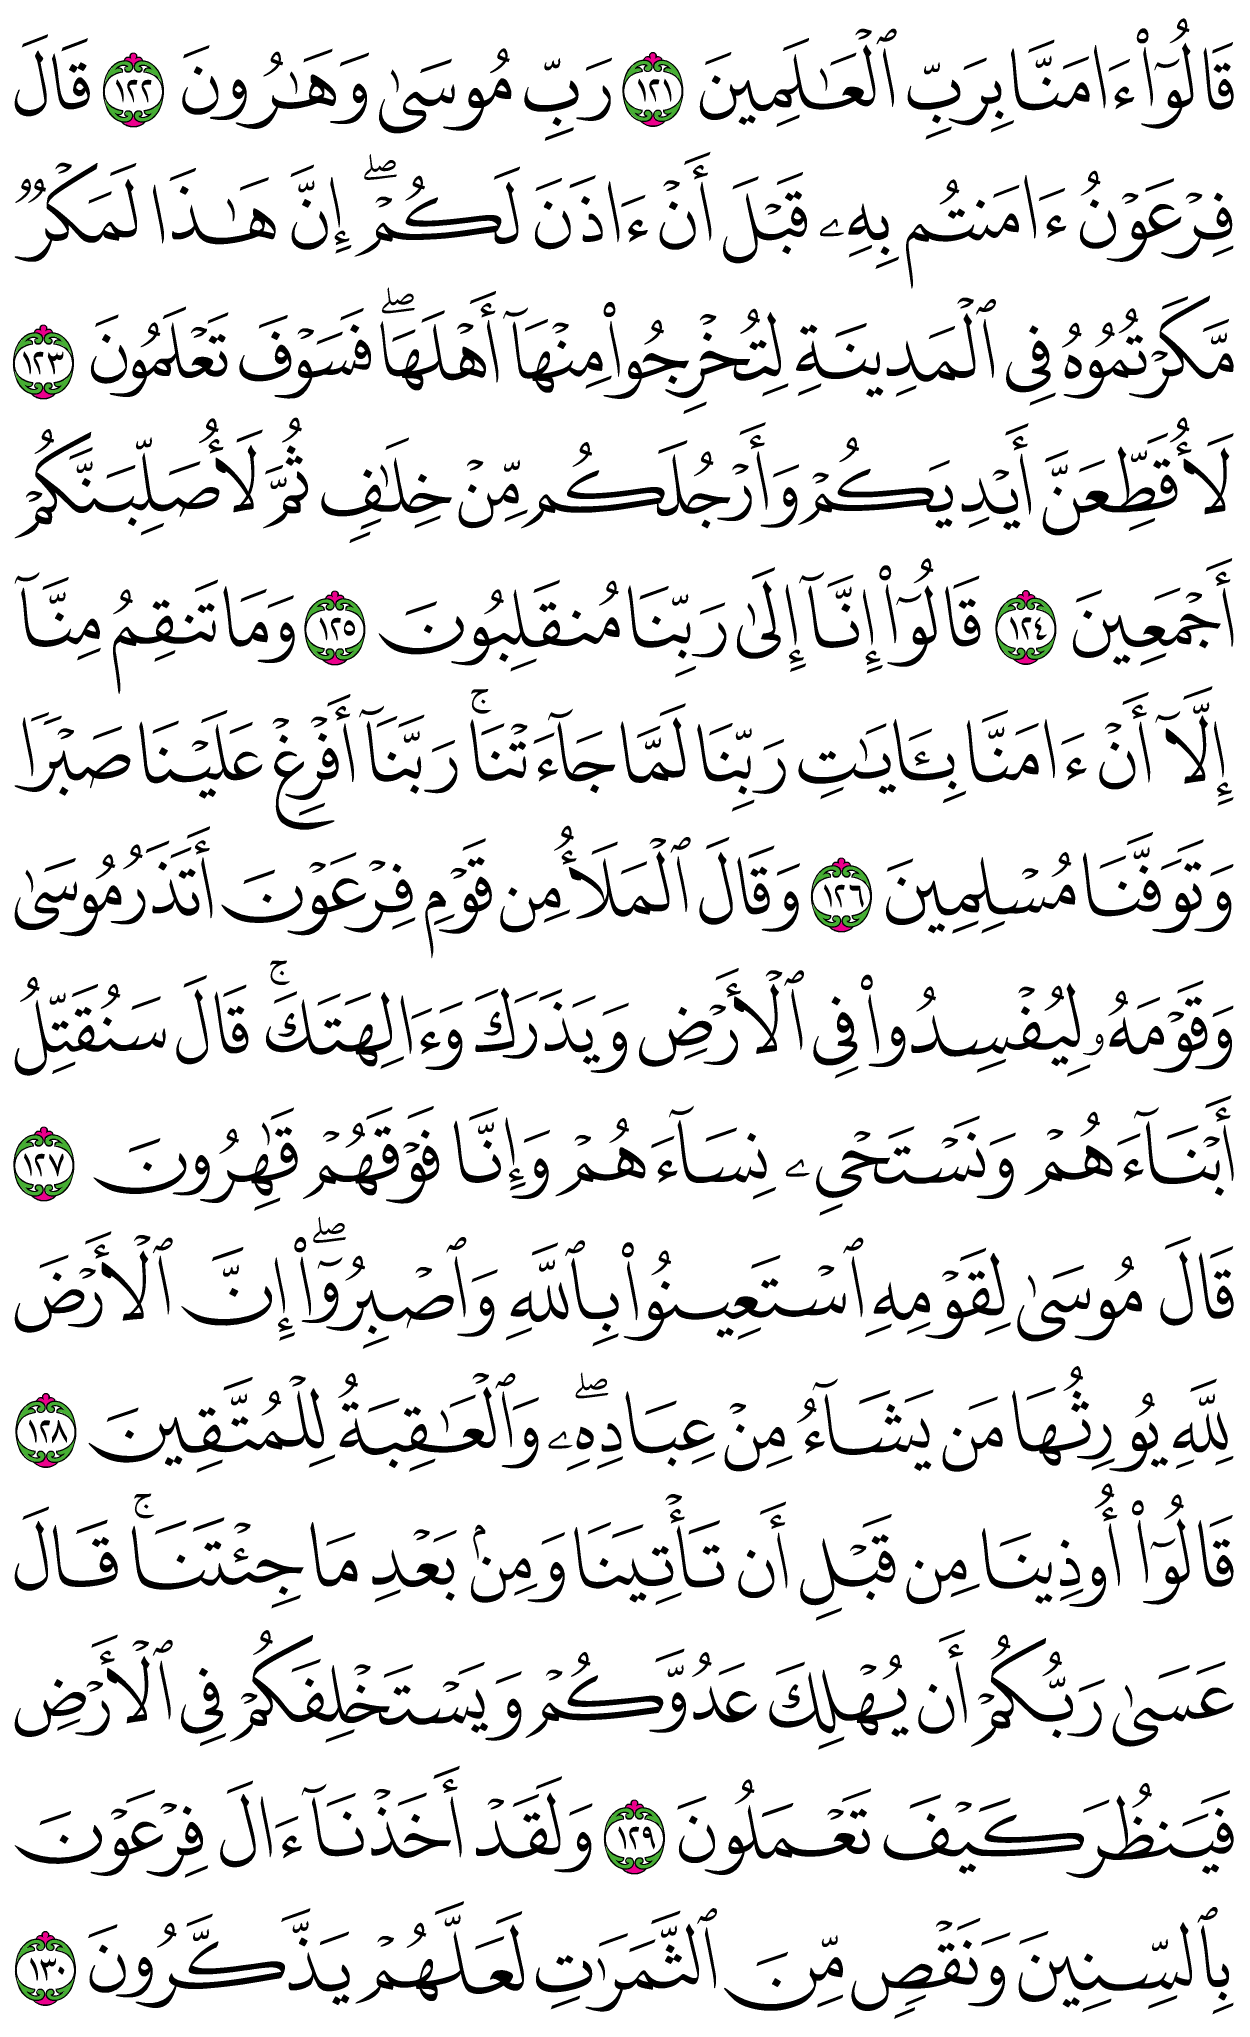 قَالُوٓاْ ءَامَنَّا بِرَبِّ ٱلۡعَٰلَمِينَ ١٢١ رَبِّ مُوسَىٰ وَهَٰرُونَ ١٢٢ قَالَ
فِرۡعَوۡنُ ءَامَنتُم بِهِۦ قَبۡلَ أَنۡ ءَاذَنَ لَكُمۡۖ إِنَّ هَٰذَا لَمَكۡرٞ
مَّكَرۡتُمُوهُ فِي ٱلۡمَدِينَةِ لِتُخۡرِجُواْ مِنۡهَآ أَهۡلَهَاۖ فَسَوۡفَ تَعۡلَمُونَ ١٢٣
لَأُقَطِّعَنَّ أَيۡدِيَكُمۡ وَأَرۡجُلَكُم مِّنۡ خِلَٰفٖ ثُمَّ لَأُصَلِّبَنَّكُمۡ
أَجۡمَعِينَ ١٢٤ قَالُوٓاْ إِنَّآ إِلَىٰ رَبِّنَا مُنقَلِبُونَ ١٢٥ وَمَا تَنقِمُ مِنَّآ
إِلَّآ أَنۡ ءَامَنَّا بِـَٔايَٰتِ رَبِّنَا لَمَّا جَآءَتۡنَاۚ رَبَّنَآ أَفۡرِغۡ عَلَيۡنَا صَبۡرٗا
وَتَوَفَّنَا مُسۡلِمِينَ ١٢٦ وَقَالَ ٱلۡمَلَأُ مِن قَوۡمِ فِرۡعَوۡنَ أَتَذَرُ مُوسَىٰ
وَقَوۡمَهُۥ لِيُفۡسِدُواْ فِي ٱلۡأَرۡضِ وَيَذَرَكَ وَءَالِهَتَكَۚ قَالَ سَنُقَتِّلُ
أَبۡنَآءَهُمۡ وَنَسۡتَحۡيِۦ نِسَآءَهُمۡ وَإِنَّا فَوۡقَهُمۡ قَٰهِرُونَ ١٢٧
قَالَ مُوسَىٰ لِقَوۡمِهِ ٱسۡتَعِينُواْ بِٱللَّهِ وَٱصۡبِرُوٓاْۖ إِنَّ ٱلۡأَرۡضَ
لِلَّهِ يُورِثُهَا مَن يَشَآءُ مِنۡ عِبَادِهِۦۖ وَٱلۡعَٰقِبَةُ لِلۡمُتَّقِينَ ١٢٨
قَالُوٓاْ أُوذِينَا مِن قَبۡلِ أَن تَأۡتِيَنَا وَمِنۢ بَعۡدِ مَا جِئۡتَنَاۚ قَالَ
عَسَىٰ رَبُّكُمۡ أَن يُهۡلِكَ عَدُوَّكُمۡ وَيَسۡتَخۡلِفَكُمۡ فِي ٱلۡأَرۡضِ
فَيَنظُرَ كَيۡفَ تَعۡمَلُونَ ١٢٩ وَلَقَدۡ أَخَذۡنَآ ءَالَ فِرۡعَوۡنَ
بِٱلسِّنِينَ وَنَقۡصٖ مِّنَ ٱلثَّمَرَٰتِ لَعَلَّهُمۡ يَذَّكَّرُونَ ١٣٠